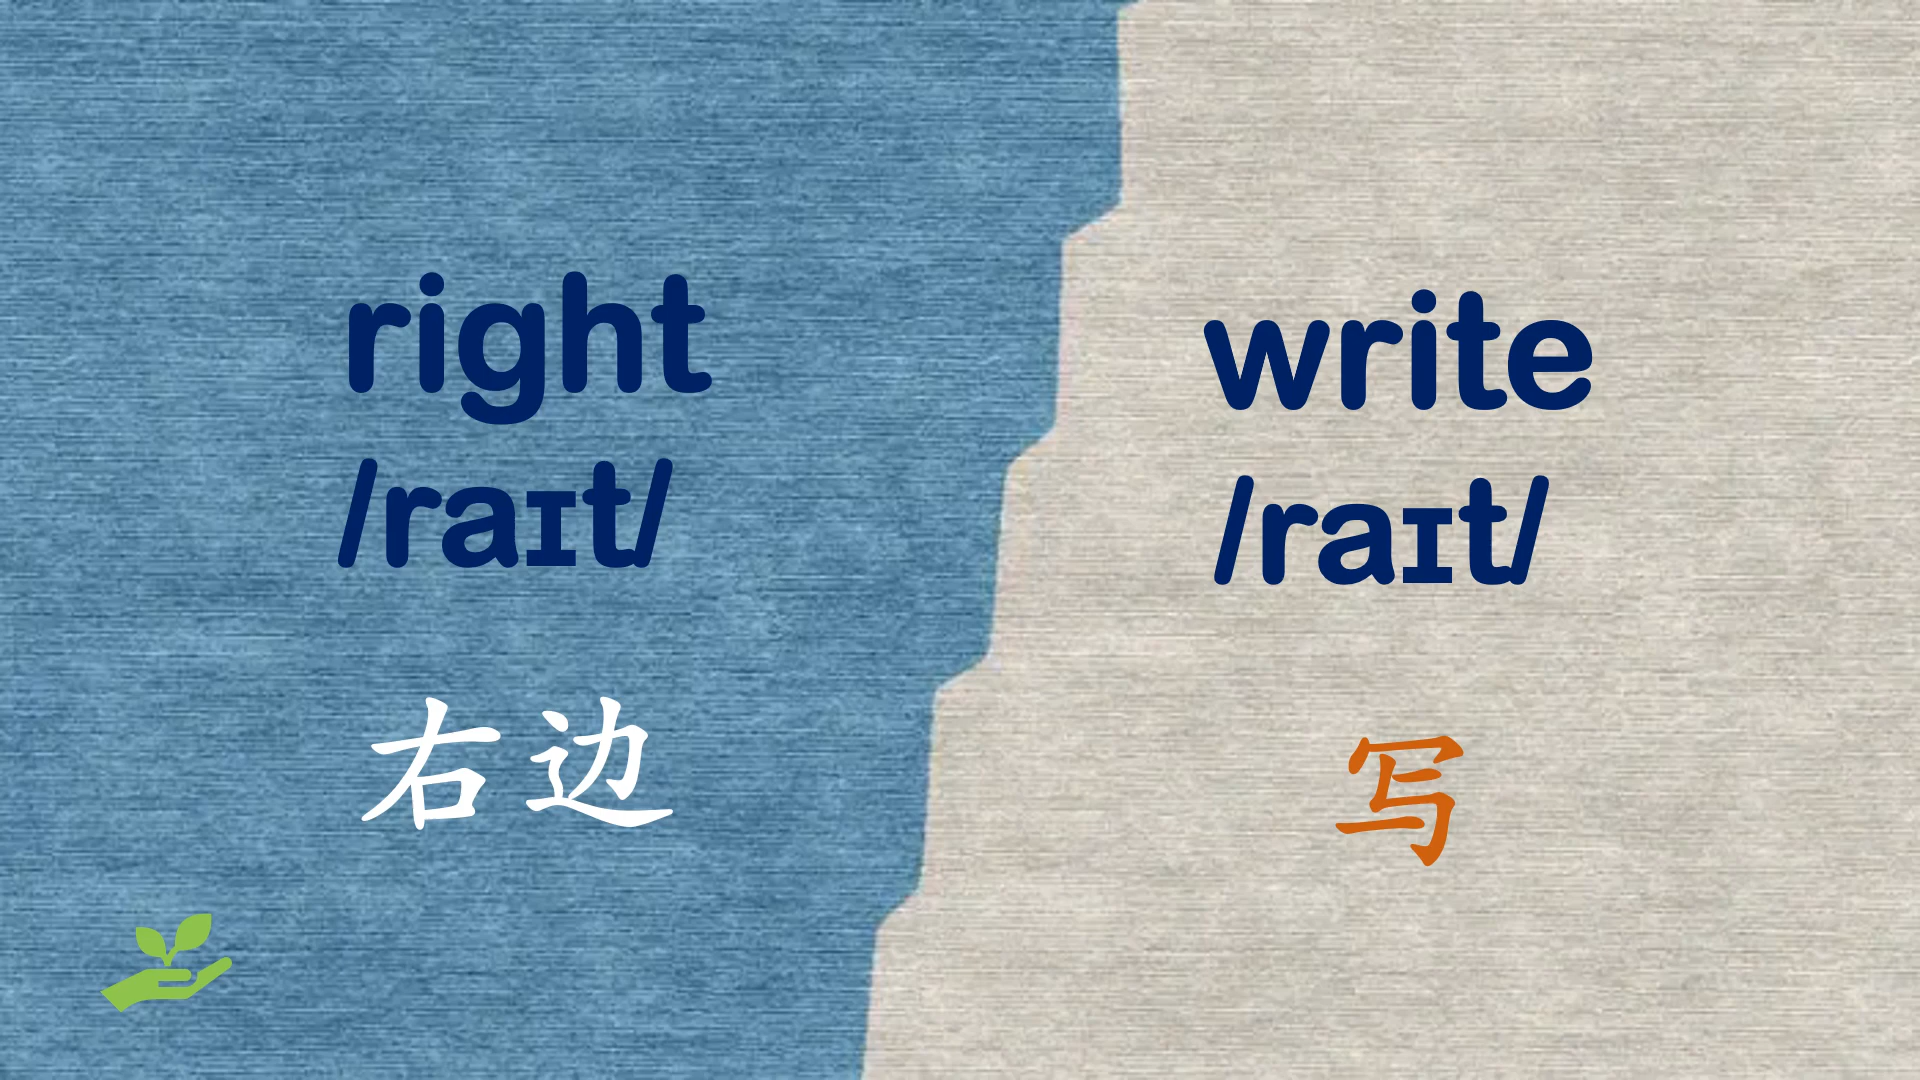 right
/raɪt/
右边
write
/raɪt/
写